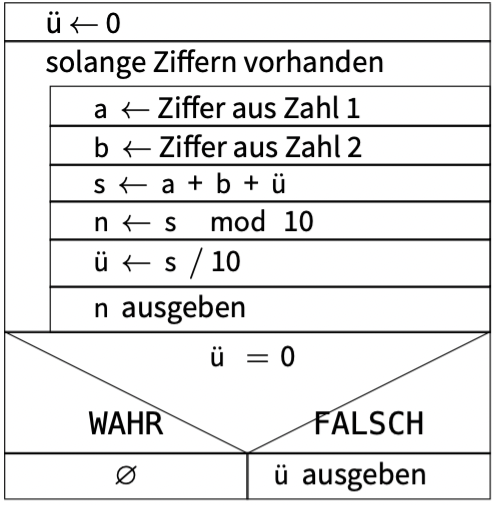 ü ← 0
solange Ziffern vorhanden
a ← Ziffer aus Zahl 1
b ← Ziffer aus Zahl 2
s ← a + b + ü
n ← s mod 10
ü ← s / 10
n ausgeben
ü = 0
WAHR FALSCH
∅ ü ausgeben